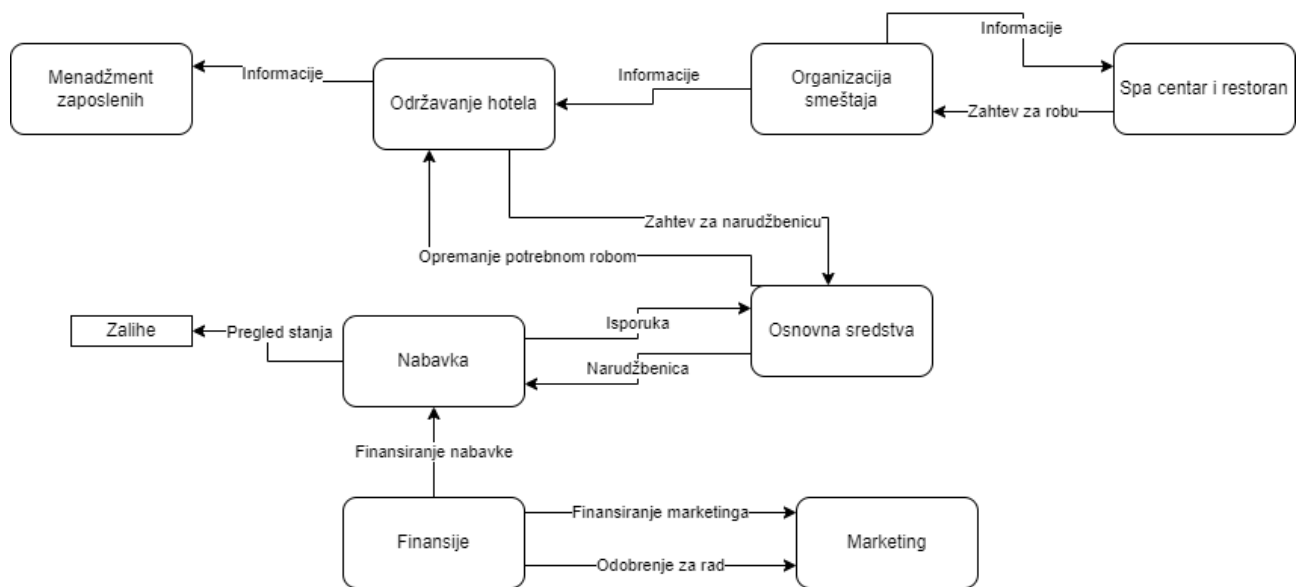 Informacije
Menadžment
zaposlenih
Informacije
Održavanje hotela
Informacije
Organizacija
smeštaja
Spa centar i restoran
Zahtev za robu
Zahtev za narudžbenicu
Opremanje potrebnom robom
Zalihe
Pregled stanja
Nabavka
Isporuka
Osnovna sredstva
Narudžbenica
Finansiranje nabavke
Finansije
Finansiranje marketinga
Marketing
Odobrenje za rad